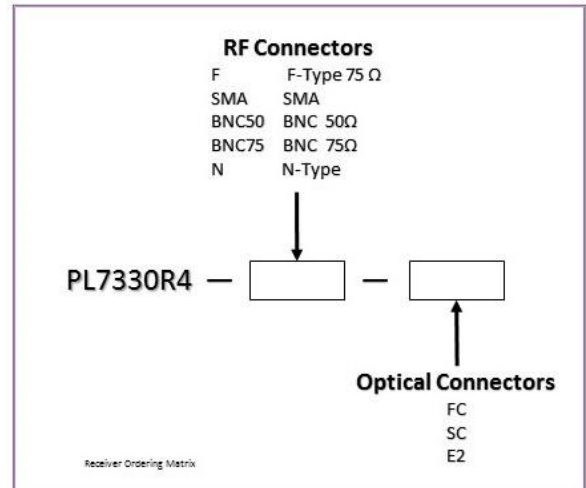 RF Connectors
F F-Type 75 Ω
SMA SMA
BNC50 BNC 50Ω
BNC75 BNC 75Ω
N N-Type
PL7330R4 — —
Optical Connectors
FC
SC
E2
Receiver Ordering Matrix